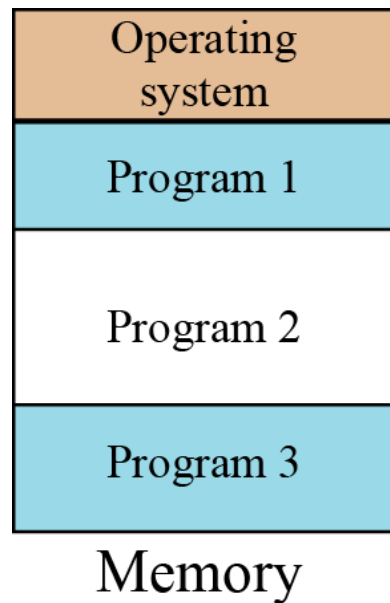 Operating
system
Program 1
Program 2
Program 3
Memory